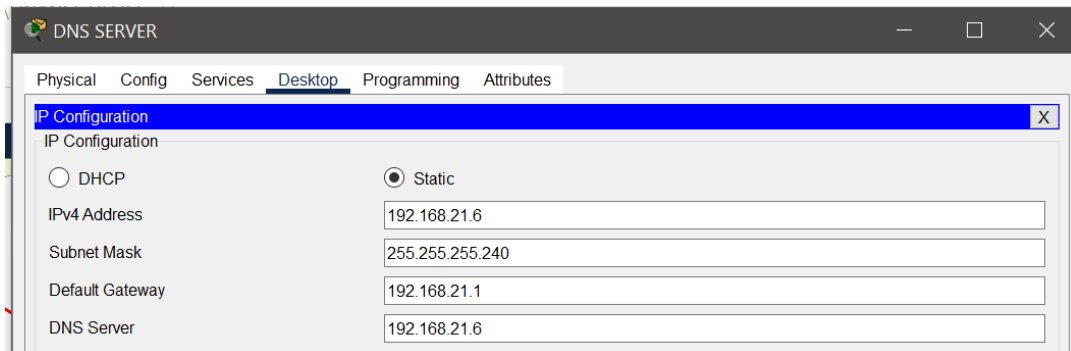 DNS SERVER
Physical Config Services Desktop Programming Attributes
IP Configuration X
IP Configuration
DHCP Static
IPv4 Address 192.168.21.6
Subnet Mask 255.255.255.240
Default Gateway 192.168.21.1
DNS Server 192.168.21.6